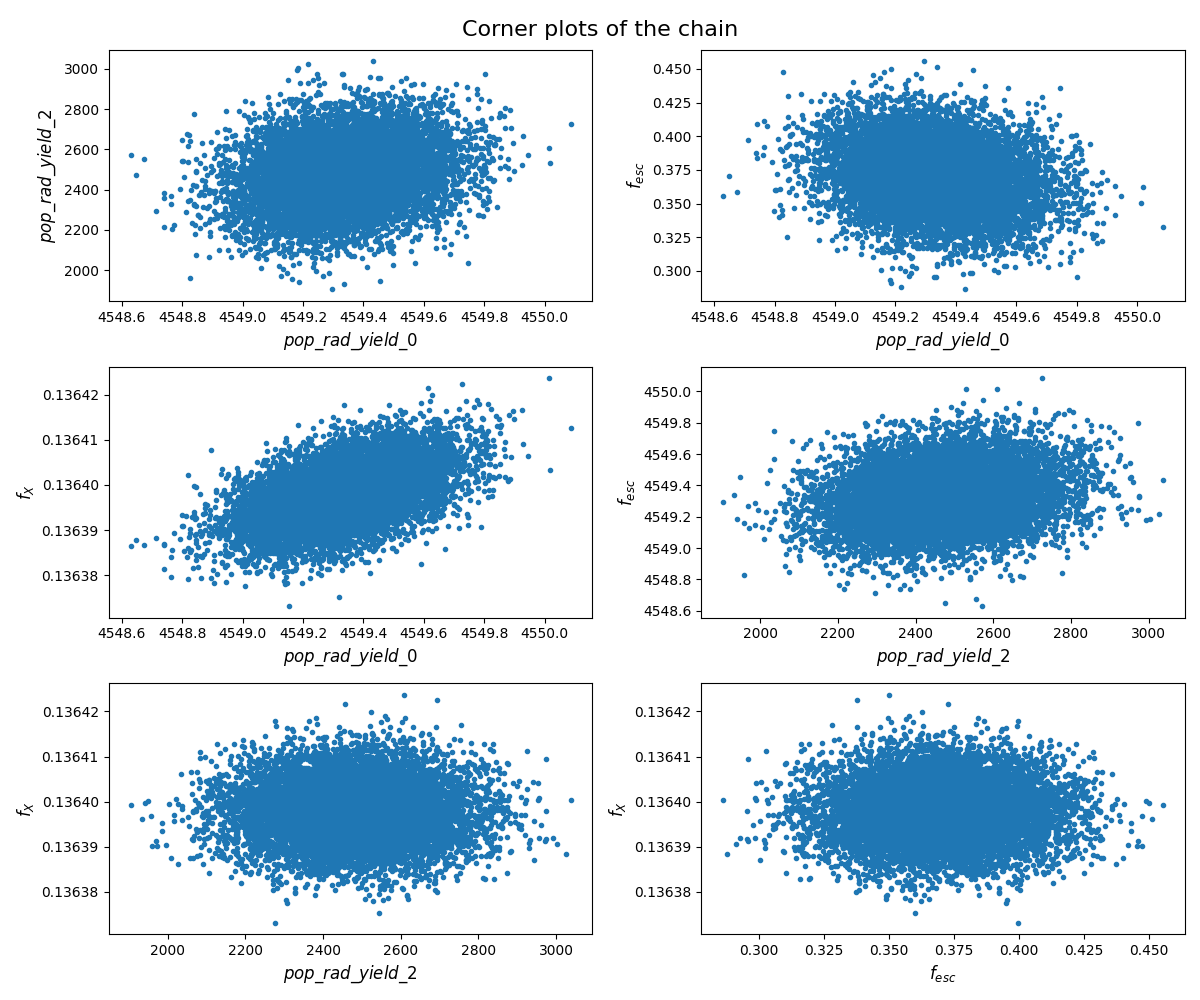 Corner plots of the chain
3000
2800
2600
2400
2200
2000
pop_rad_yield_2
4548.6 4548.8 4549.0 4549.2 4549.4 4549.6 4549.8 4550.0
pop_rad_yield_0
0.450
0.425
0.400
0.375
0.350
0.325
0.300
f_esc
4548.6 4548.8 4549.0 4549.2 4549.4 4549.6 4549.8 4550.0
pop_rad_yield_0
0.13642
0.13641
0.13640
0.13639
0.13638
f_X
4548.6 4548.8 4549.0 4549.2 4549.4 4549.6 4549.8 4550.0
pop_rad_yield_0
4550.0
4549.8
4549.6
4549.4
4549.2
4549.0
4548.8
4548.6
f_esc
2000 2200 2400 2600 2800 3000
pop_rad_yield_2
0.13642
0.13641
0.13640
0.13639
0.13638
f_X
2000 2200 2400 2600 2800 3000
pop_rad_yield_2
0.13642
0.13641
0.13640
0.13639
0.13638
f_X
0.300 0.325 0.350 0.375 0.400 0.425 0.450
f_esc